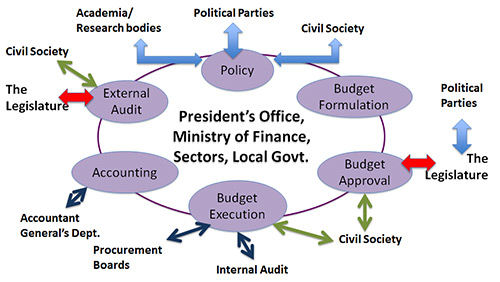 Academia/
Research bodies
Political Parties
Civil Society
Civil Society
Policy
The
Legislature
External
Audit
Budget
Formulation
Political
Parties
President's Office,
Ministry of Finance,
Sectors, Local Govt.
Accounting
Budget
Approval
The
Legislature
Budget
Execution
Accountant
General's Dept.
Procurement
Boards
Internal Audit
Civil Society